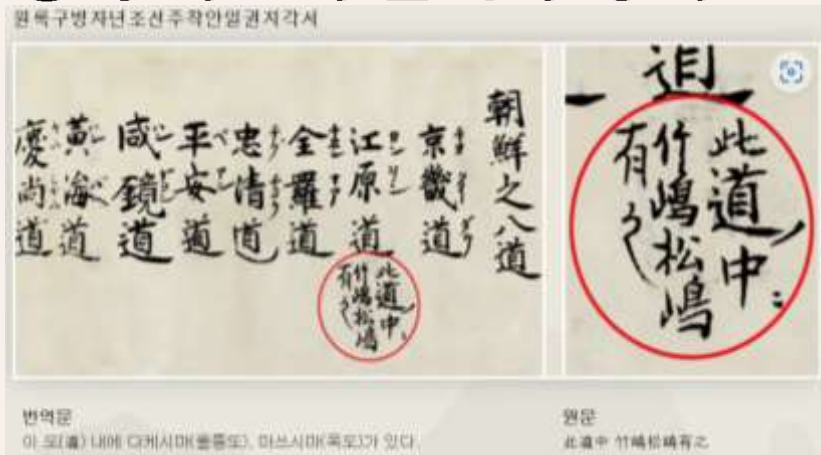 원록구병자년조선주착안일권지각서
朝鮮之八道
京畿道
江原道
此道中ニ
竹嶋松嶋
有之
全羅道
忠清道
平安道
咸鏡道
黃海道
慶尚道
道
此道中ニ
竹嶋松嶋
有之
번역문
이 도(道) 내에 다케시마(울릉도), 마쓰시마(독도)가 있다.
원문
此道中 竹嶋松嶋有之